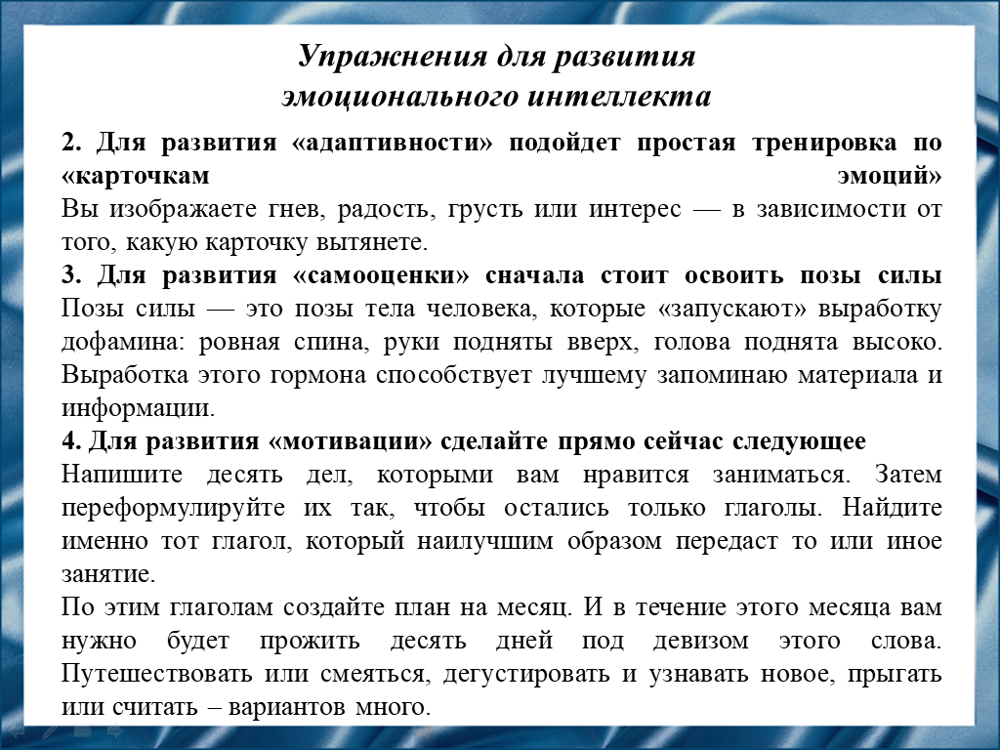 Упражнения для развития
эмоционального интеллекта
2. Для развития «адаптивности» подойдет простая тренировка по
«карточкам эмоций»
Вы изображаете гнев, радость, грусть или интерес — в зависимости от
того, какую карточку вытянете.
3. Для развития «самооценки» сначала стоит освоить позы силы
Позы силы — это позы тела человека, которые «запускают» выработку
дофамина: ровная спина, руки подняты вверх, голова поднята высоко.
Выработка этого гормона способствует лучшему запоминаю материала и
информации.
4. Для развития «мотивации» сделайте прямо сейчас следующее
Напишите десять дел, которыми вам нравится заниматься. Затем
переформулируйте их так, чтобы остались только глаголы. Найдите
именно тот глагол, который наилучшим образом передаст то или иное
занятие.
По этим глаголам создайте план на месяц. И в течение этого месяца вам
нужно будет прожить десять дней под девизом этого слова.
Путешествовать или смеяться, дегустировать и узнавать новое, прыгать
или считать – вариантов много.